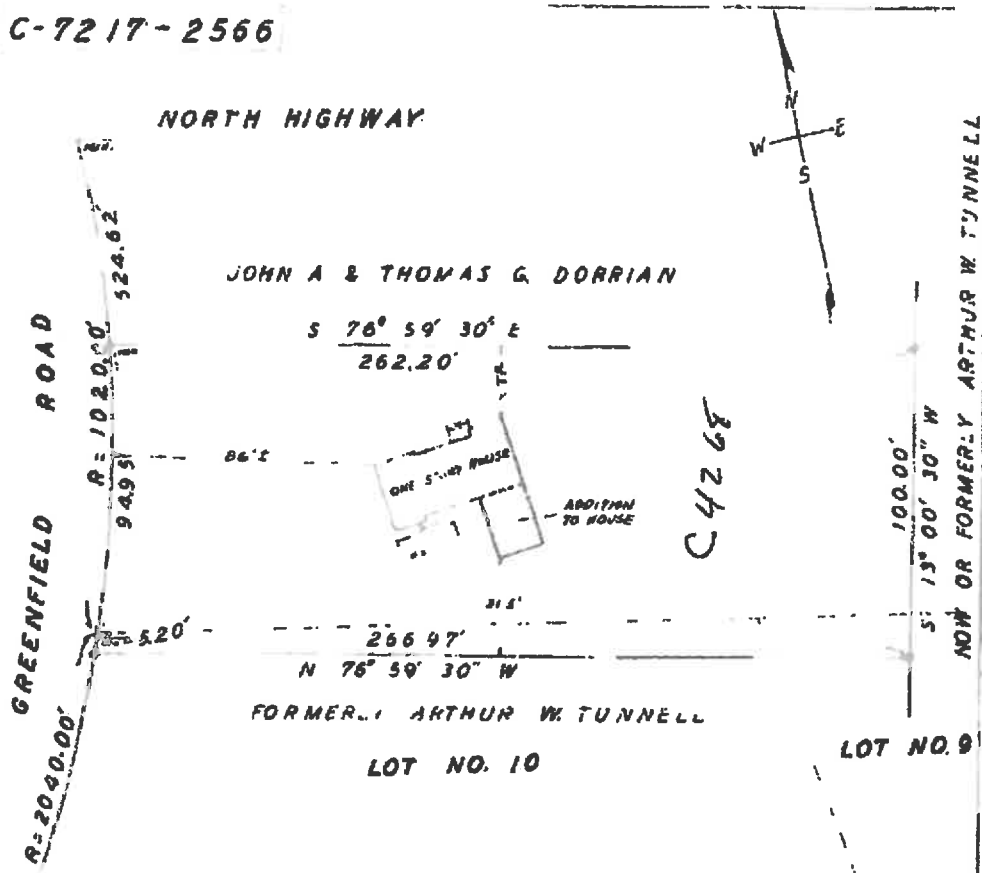 C-7217-2566
NORTH HIGHWAY
N
W E
S
524.62
JOHN A & THOMAS G. DORRIAN
S 76° 59' 30" E
262.20'
R= 1020.00'
94.95
GREENFIELD ROAD
86'±
ONE STORY HOUSE
ADDITION
TO HOUSE
C4268
100.00'
S 13° 00' 30" W
NOW OR FORMERLY ARTHUR W. TUNNELL
5.20'
266.97'
N 76° 59' 30" W
FORMERLY ARTHUR W. TUNNELL
LOT NO. 10
LOT NO. 9
R= 2040.00'